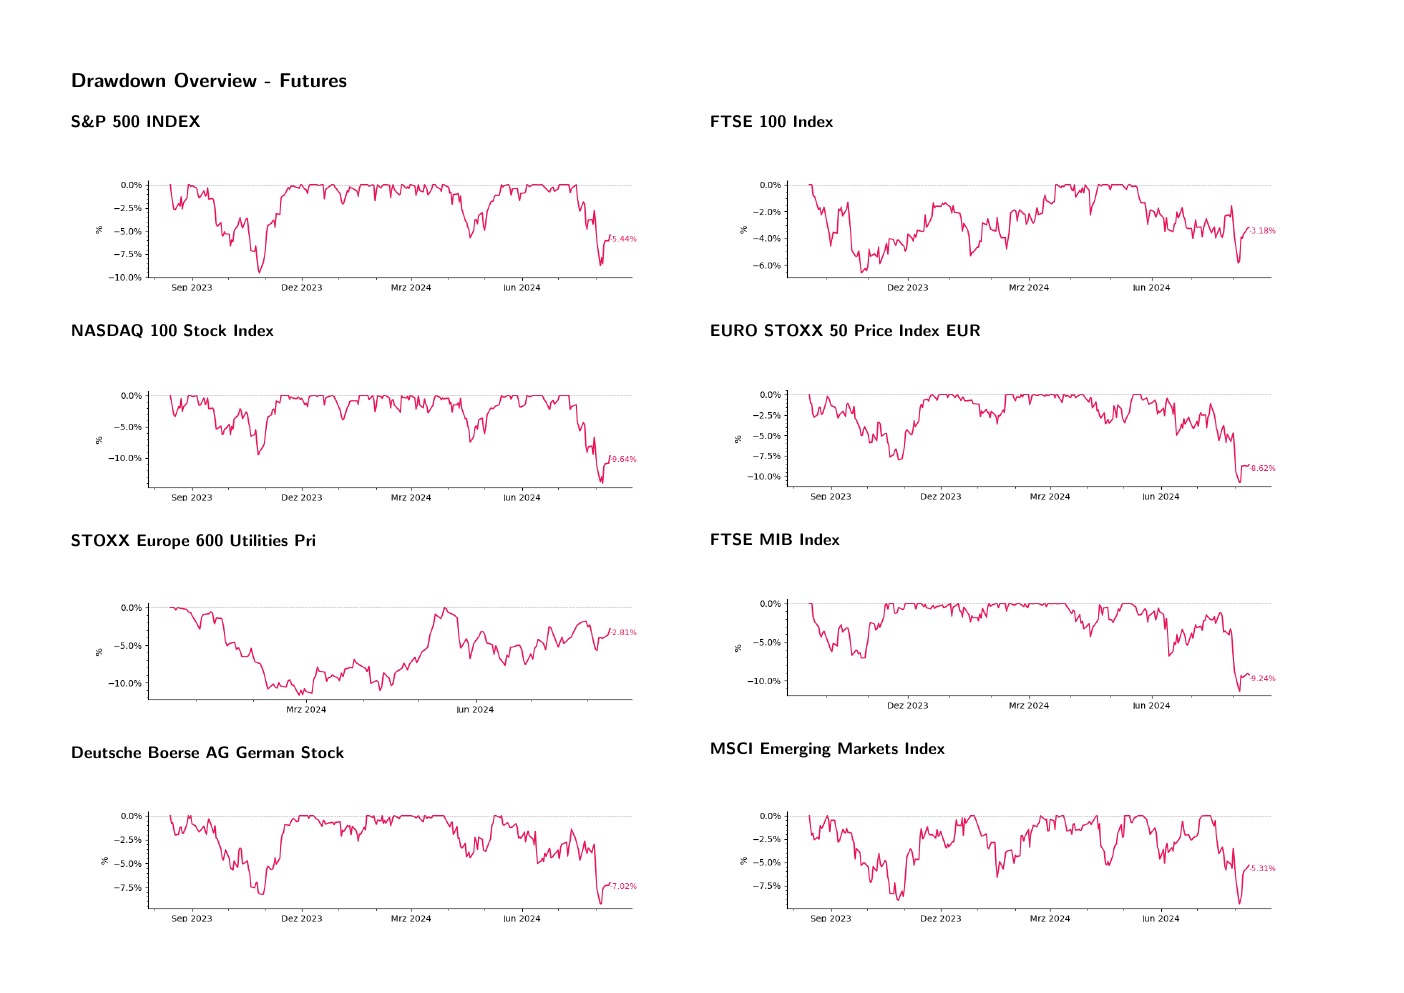 Drawdown Overview - Futures
S&P 500 INDEX
0.0%
−2.5%
−5.0%
−7.5%
−10.0%
%
-5.44%
Sep 2023 Dez 2023 Mrz 2024 Jun 2024
FTSE 100 Index
0.0%
−2.0%
−4.0%
−6.0%
%
-3.18%
Dez 2023 Mrz 2024 Jun 2024
NASDAQ 100 Stock Index
0.0%
−5.0%
−10.0%
%
-9.64%
Sep 2023 Dez 2023 Mrz 2024 Jun 2024
EURO STOXX 50 Price Index EUR
0.0%
−2.5%
−5.0%
−7.5%
−10.0%
%
-8.62%
Sep 2023 Dez 2023 Mrz 2024 Jun 2024
STOXX Europe 600 Utilities Pri
0.0%
−5.0%
−10.0%
%
-2.81%
Mrz 2024 Jun 2024
FTSE MIB Index
0.0%
−5.0%
−10.0%
%
-9.24%
Dez 2023 Mrz 2024 Jun 2024
Deutsche Boerse AG German Stock
0.0%
−2.5%
−5.0%
−7.5%
%
-7.02%
Sep 2023 Dez 2023 Mrz 2024 Jun 2024
MSCI Emerging Markets Index
0.0%
−2.5%
−5.0%
−7.5%
%
-5.31%
Sep 2023 Dez 2023 Mrz 2024 Jun 2024